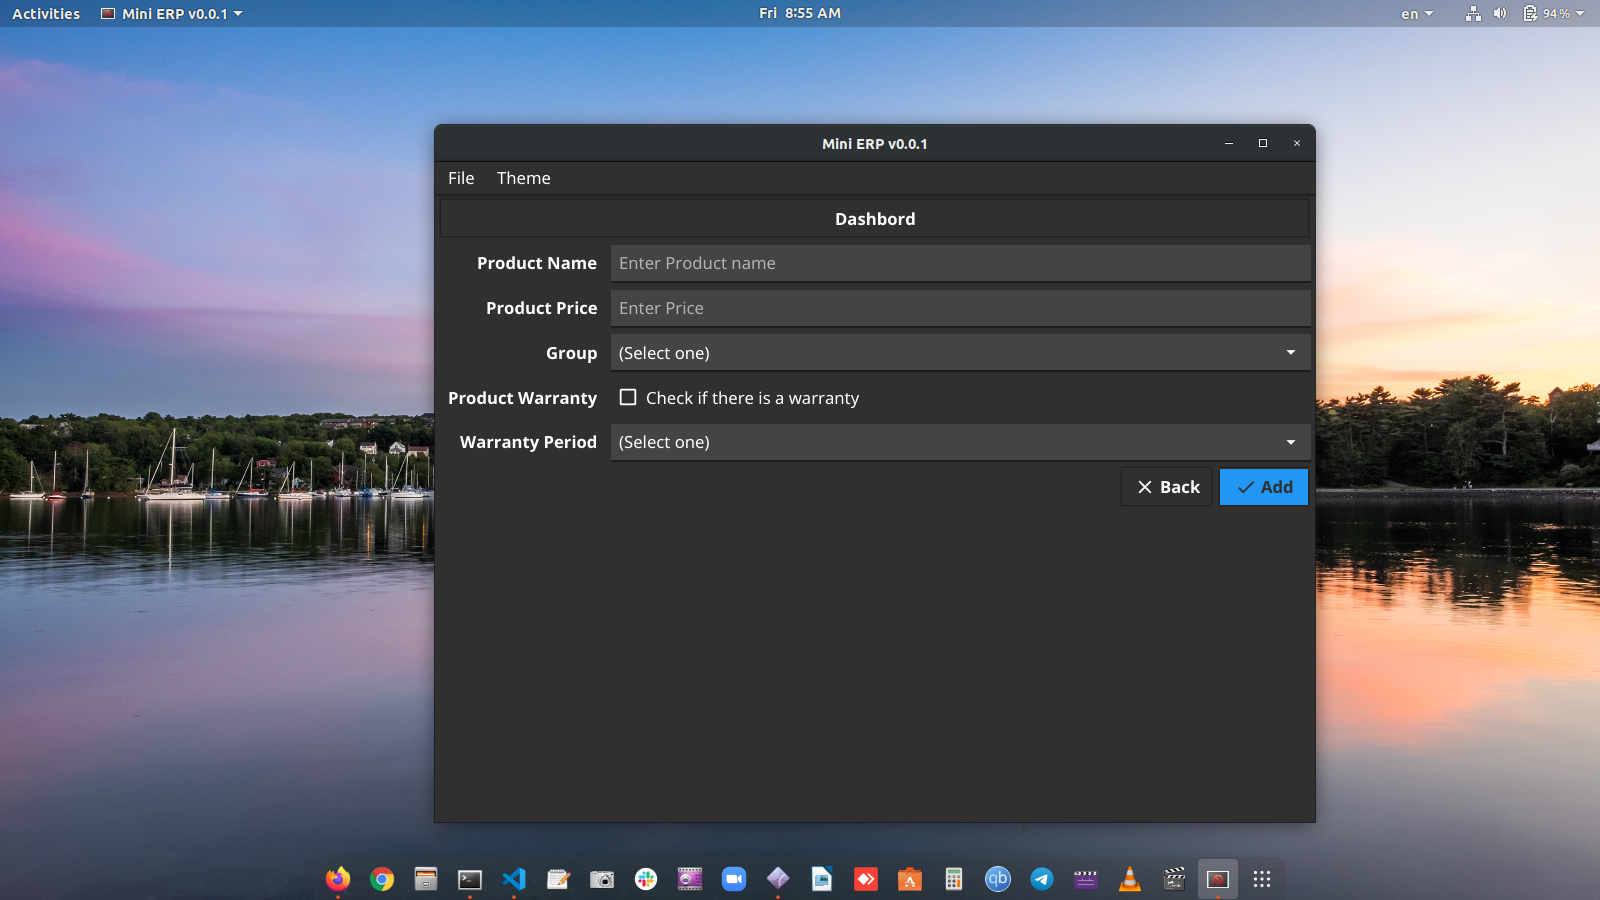 Activities Mini ERP v0.0.1 Fri 8:55 AM en 94%
Mini ERP v0.0.1
File Theme
Dashbord
Product Name Enter Product name
Product Price Enter Price
Group (Select one)
Product Warranty Check if there is a warranty
Warranty Period (Select one)
Back Add
qb